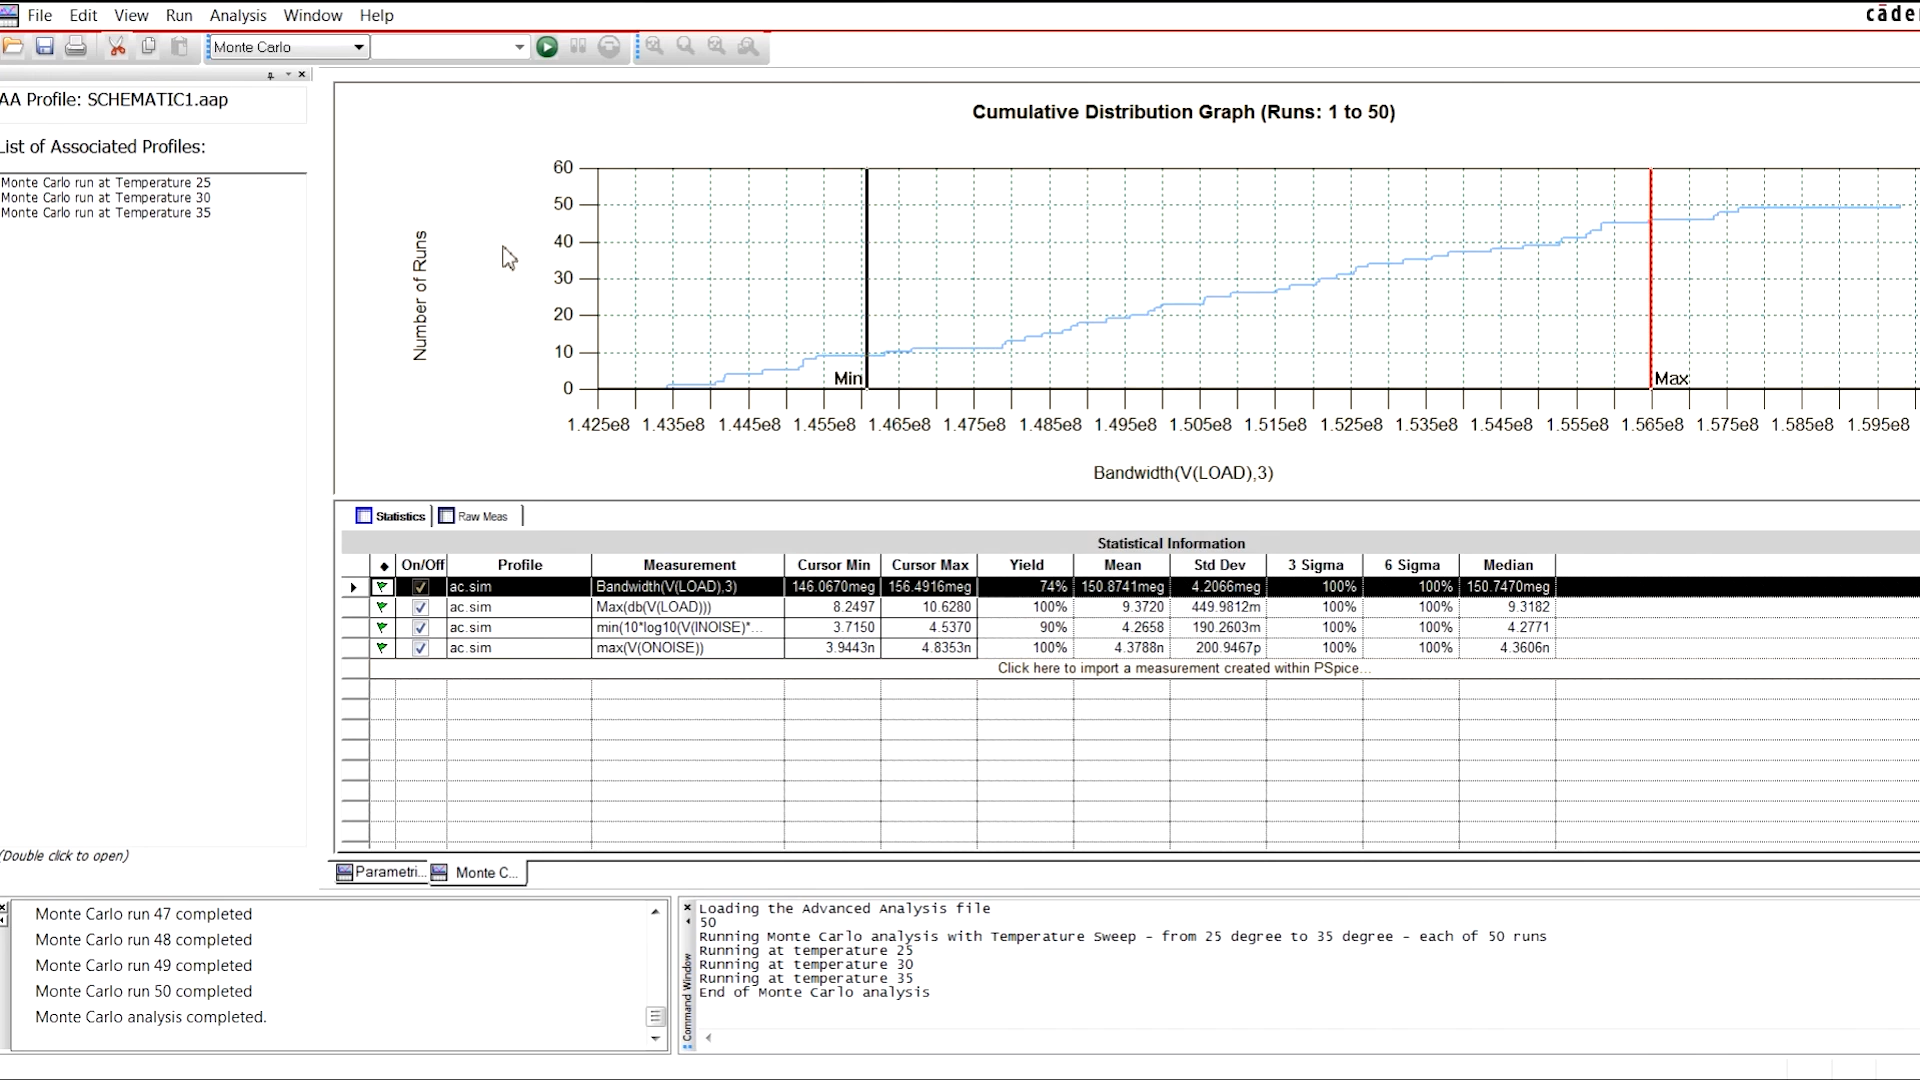 File Edit View Run Analysis Window Help
cāde
Monte Carlo
AA Profile: SCHEMATIC1.aap
List of Associated Profiles:
Monte Carlo run at Temperature 25
Monte Carlo run at Temperature 30
Monte Carlo run at Temperature 35
(Double click to open)
Cumulative Distribution Graph (Runs: 1 to 50)
Number of Runs
60
50
40
30
20
10
0
Min
Max
1.425e8 1.435e8 1.445e8 1.455e8 1.465e8 1.475e8 1.485e8 1.495e8 1.505e8 1.515e8 1.525e8 1.535e8 1.545e8 1.555e8 1.565e8 1.575e8 1.585e8 1.595e8
Bandwidth(V(LOAD),3)
Statistics Raw Meas
Statistical Information
On/Off Profile Measurement Cursor Min Cursor Max Yield Mean Std Dev 3 Sigma 6 Sigma Median
ac.sim Bandwidth(V(LOAD),3) 146.0670meg 156.4916meg 74% 150.8741meg 4.2066meg 100% 100% 150.7470meg
ac.sim Max(db(V(LOAD))) 8.2497 10.6280 100% 9.3720 449.9812m 100% 100% 9.3182
ac.sim min(10*log10(V(INOISE)*... 3.7150 4.5370 90% 4.2658 190.2603m 100% 100% 4.2771
ac.sim max(V(ONOISE)) 3.9443n 4.8353n 100% 4.3788n 200.9467p 100% 100% 4.3606n
Click here to import a measurement created within PSpice...
Parametri... Monte C...
Monte Carlo run 47 completed
Monte Carlo run 48 completed
Monte Carlo run 49 completed
Monte Carlo run 50 completed
Monte Carlo analysis completed.
Command Window
Loading the Advanced Analysis file
50
Running Monte Carlo analysis with Temperature Sweep - from 25 degree to 35 degree - each of 50 runs
Running at temperature 25
Running at temperature 30
Running at temperature 35
End of Monte Carlo analysis